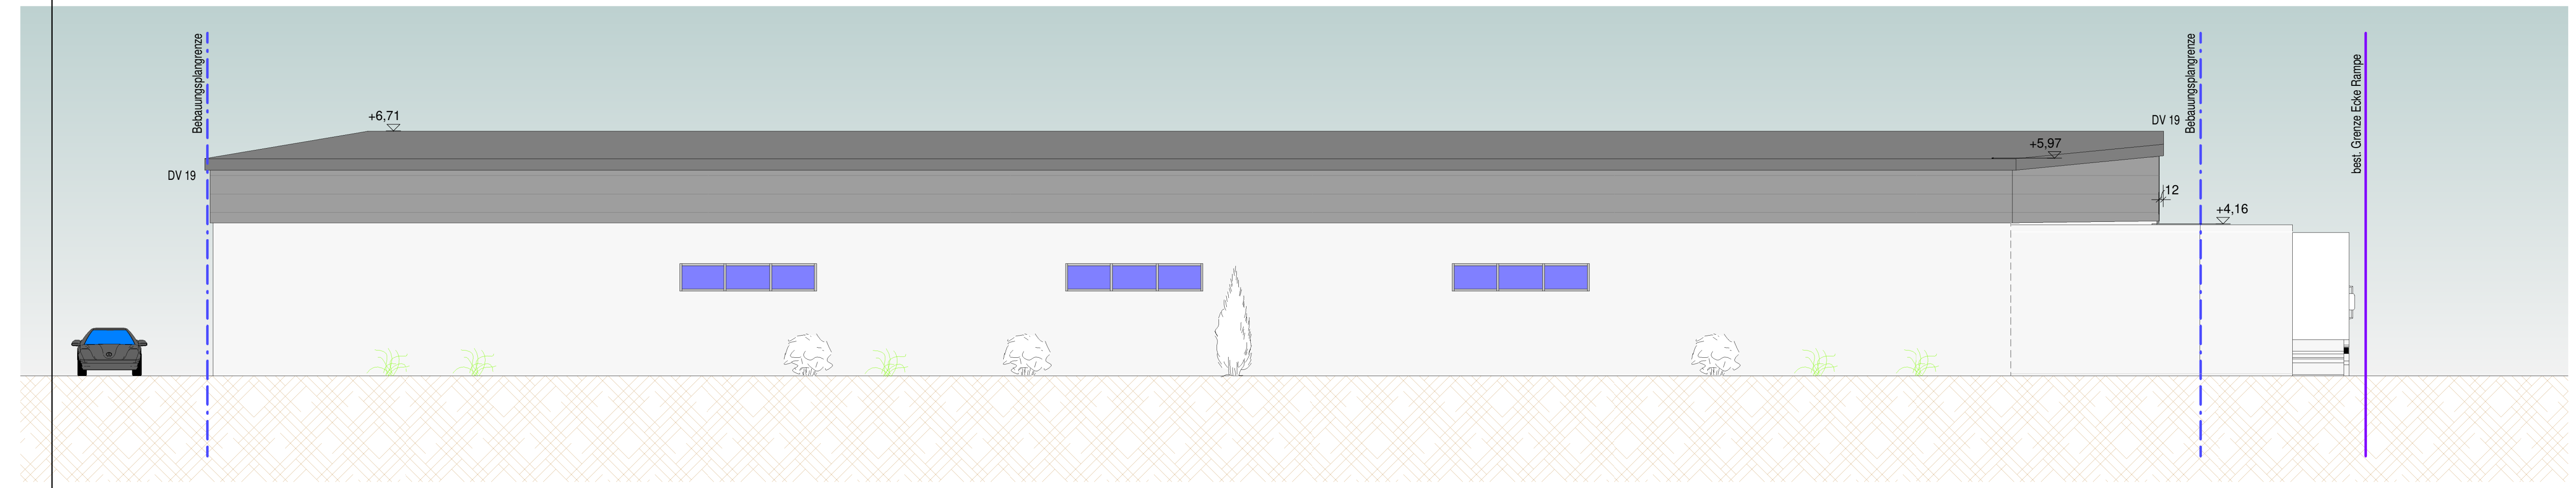 Bebauungsplangrenze
+6,71
DV 19
DV 19
Bebauungsplangrenze
best. Grenze Ecke Rampe
+5,97
12
+4,16